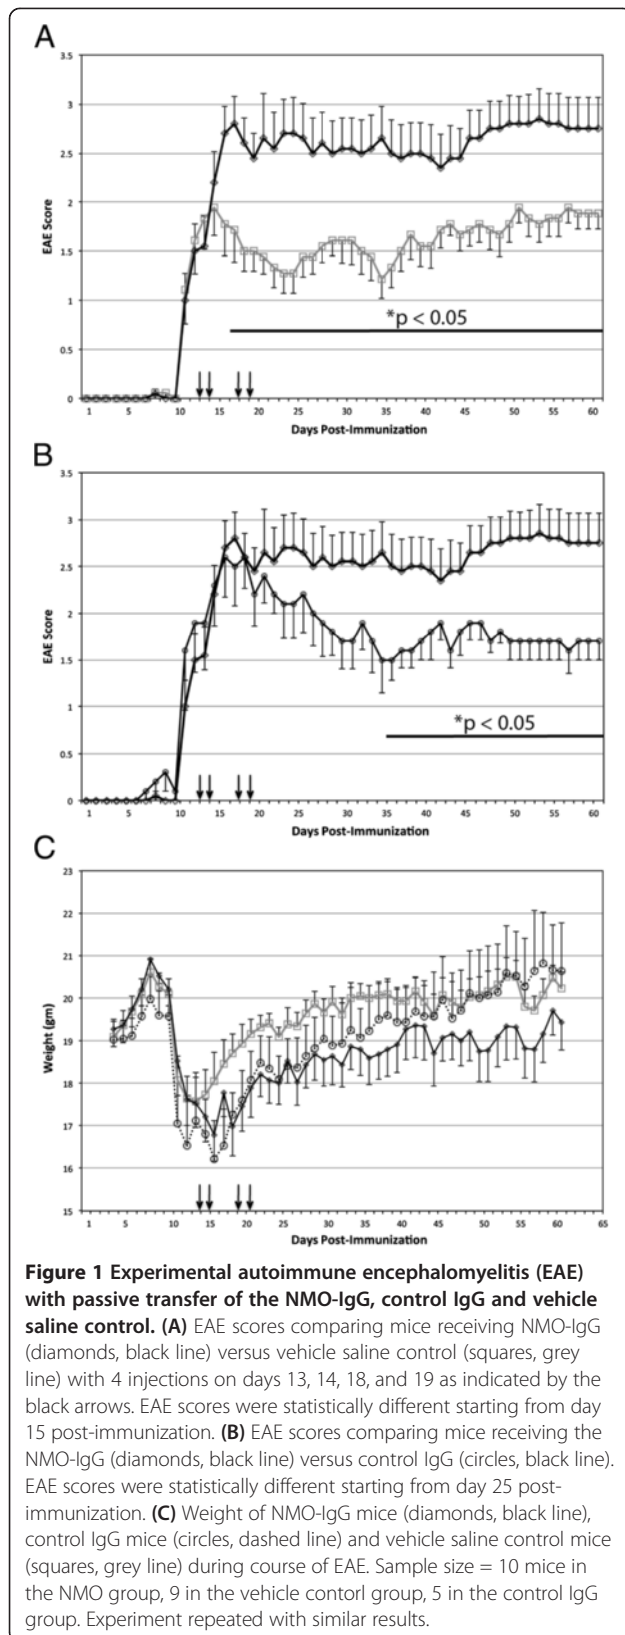 A
3.5
3
2.5
2
1.5
1
0.5
0
EAE Score
*p < 0.05
1 5 10 15 20 25 30 35 40 45 50 55 60
Days Post-Immunization
B
3.5
3
2.5
2
1.5
1
0.5
0
EAE Score
*p < 0.05
1 5 10 15 20 25 30 35 40 45 50 55 60
Days Post-Immunization
C
23
22
21
20
19
18
17
16
15
Weight (gm)
1 5 10 15 20 25 30 35 40 45 50 55 60 65
Days Post-Immunization
Figure 1 Experimental autoimmune encephalomyelitis (EAE)
with passive transfer of the NMO-IgG, control IgG and vehicle
saline control. (A) EAE scores comparing mice receiving NMO-IgG
(diamonds, black line) versus vehicle saline control (squares, grey
line) with 4 injections on days 13, 14, 18, and 19 as indicated by the
black arrows. EAE scores were statistically different starting from day
15 post-immunization. (B) EAE scores comparing mice receiving the
NMO-IgG (diamonds, black line) versus control IgG (circles, black line).
EAE scores were statistically different starting from day 25 post-
immunization. (C) Weight of NMO-IgG mice (diamonds, black line),
control IgG mice (circles, dashed line) and vehicle saline control mice
(squares, grey line) during course of EAE. Sample size = 10 mice in
the NMO group, 9 in the vehicle contorl group, 5 in the control IgG
group. Experiment repeated with similar results.